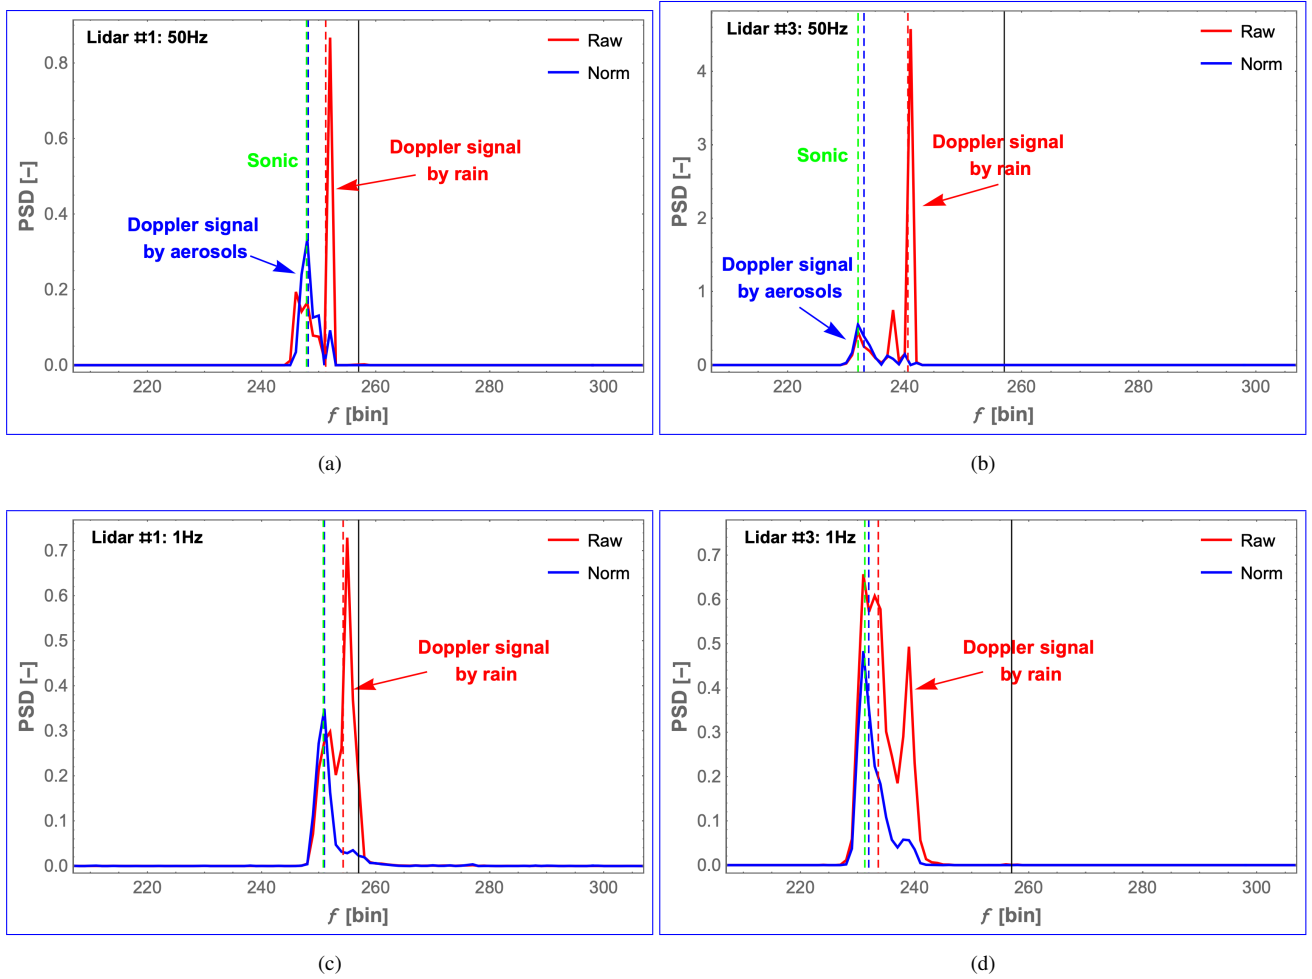 Lidar #1: 50Hz
Raw
Norm
Sonic
Doppler signal
by rain
Doppler signal
by aerosols
PSD [–]
0.8
0.6
0.4
0.2
0.0
220
240
260
280
300
f [bin]
(a)
Lidar #3: 50Hz
Raw
Norm
Sonic
Doppler signal
by rain
Doppler signal
by aerosols
PSD [–]
4
3
2
1
0
220
240
260
280
300
f [bin]
(b)
Lidar #1: 1Hz
Raw
Norm
Doppler signal
by rain
PSD [–]
0.7
0.6
0.5
0.4
0.3
0.2
0.1
0.0
220
240
260
280
300
f [bin]
(c)
Lidar #3: 1Hz
Raw
Norm
Doppler signal
by rain
PSD [–]
0.7
0.6
0.5
0.4
0.3
0.2
0.1
0.0
220
240
260
280
300
f [bin]
(d)